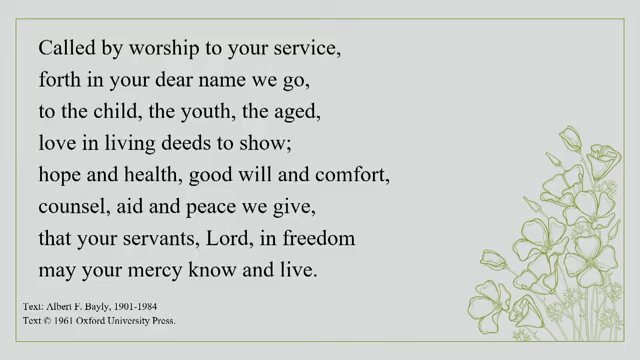 Called by worship to your service,
forth in your dear name we go,
to the child, the youth, the aged,
love in living deeds to show;
hope and health, good will and comfort,
counsel, aid and peace we give,
that your servants, Lord, in freedom
may your mercy know and live.
Text: Albert F. Bayly, 1901-1984
Text © 1961 Oxford University Press.